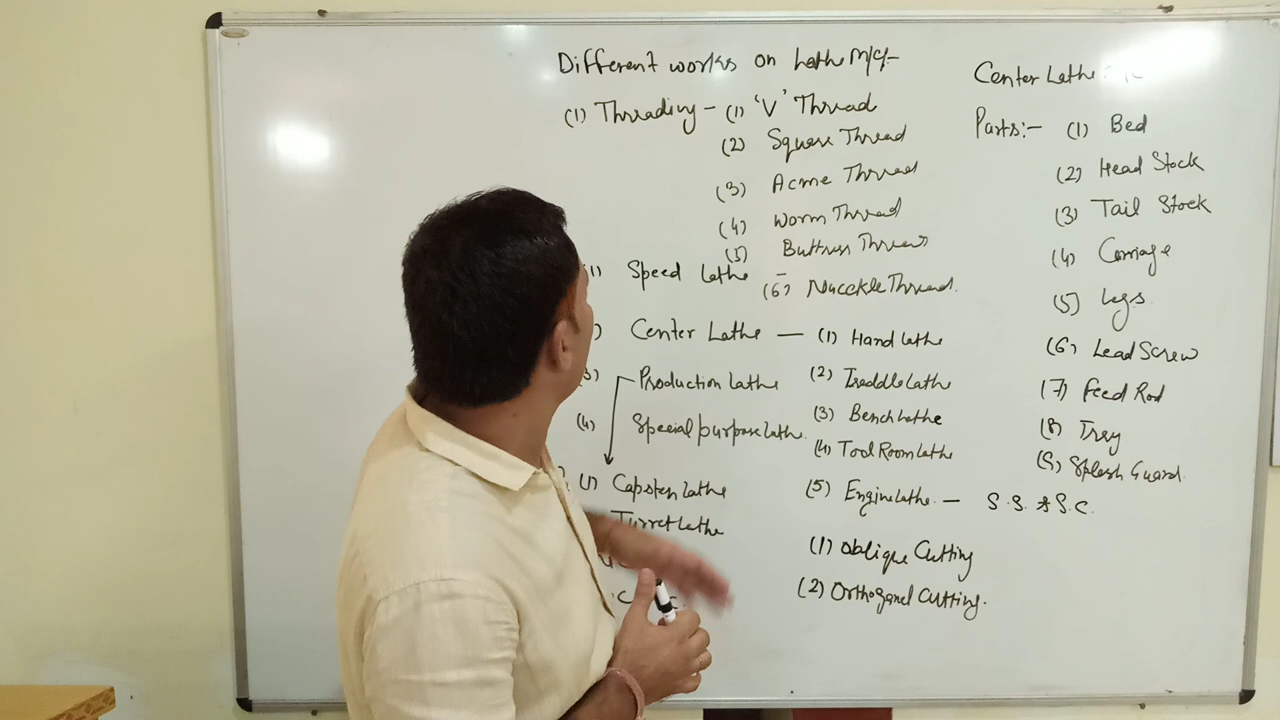 Different works on Lathe M/c:-
(1) Threading - (1) 'V' Thread
(2) Square Thread
(3) Acme Thread
(4) Worm Thread
(5) Buttress Thread
(6) Nucckle Thread.
1) Speed Lathe
) Center Lathe — (1) Hand Lathe
3) Production Lathe
(2) Treddle Lathe
(4) Special purpose Lathe.
(3) Bench Lathe
(4) Tool Room Lathe
(1) Capsten Lathe
(5) Engine Lathe. — S.S. & S.C.
Turret Lathe
(1) Oblique Cutting
(2) Orthoganel Cutting.
Center Lathe
Parts:- (1) Bed
(2) Head Stock
(3) Tail Stock
(4) Carriage
(5) Legs.
(6) Lead Screw
(7) Feed Rod
(8) Trey
(9) Splash Guard.